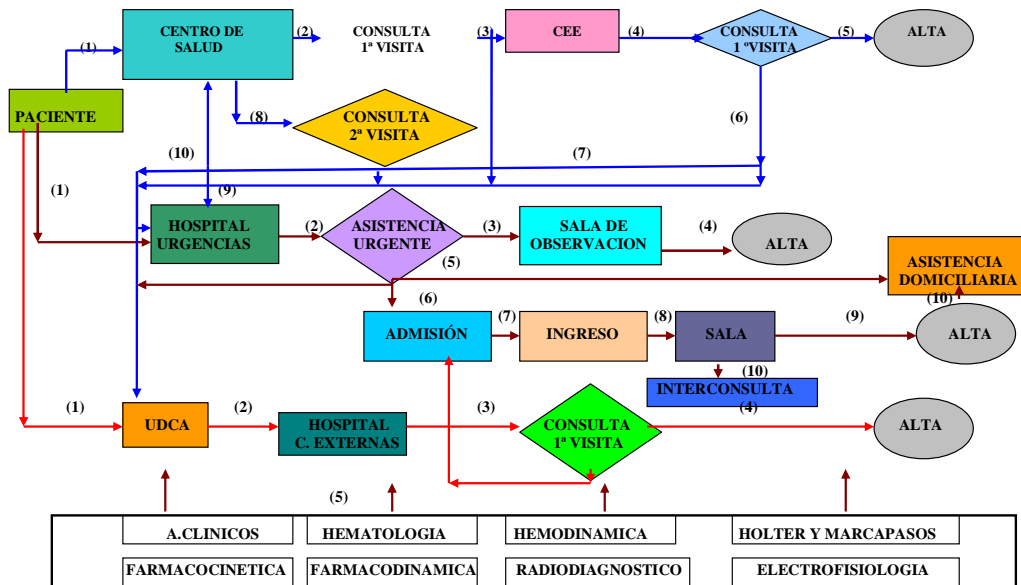 CENTRO DE
SALUD
(1)
(2)
CONSULTA
1ª VISITA
(3)
CEE
(4)
CONSULTA
1 ºVISITA
(5)
ALTA
PACIENTE
(8)
CONSULTA
2ª VISITA
(6)
(10)
(7)
(1)
(9)
HOSPITAL
URGENCIAS
(2)
ASISTENCIA
URGENTE
(3)
SALA DE
OBSERVACION
(4)
ALTA
ASISTENCIA
DOMICILIARIA
(5)
(6)
(10)
ADMISIÓN
(7)
INGRESO
(8)
SALA
(9)
ALTA
(10)
INTERCONSULTA
(1)
UDCA
(2)
HOSPITAL
C. EXTERNAS
(3)
CONSULTA
1ª VISITA
(4)
ALTA
(5)
A.CLINICOS
HEMATOLOGIA
HEMODINAMICA
HOLTER Y MARCAPASOS
FARMACOCINETICA
FARMACODINAMICA
RADIODIAGNOSTICO
ELECTROFISIOLOGIA